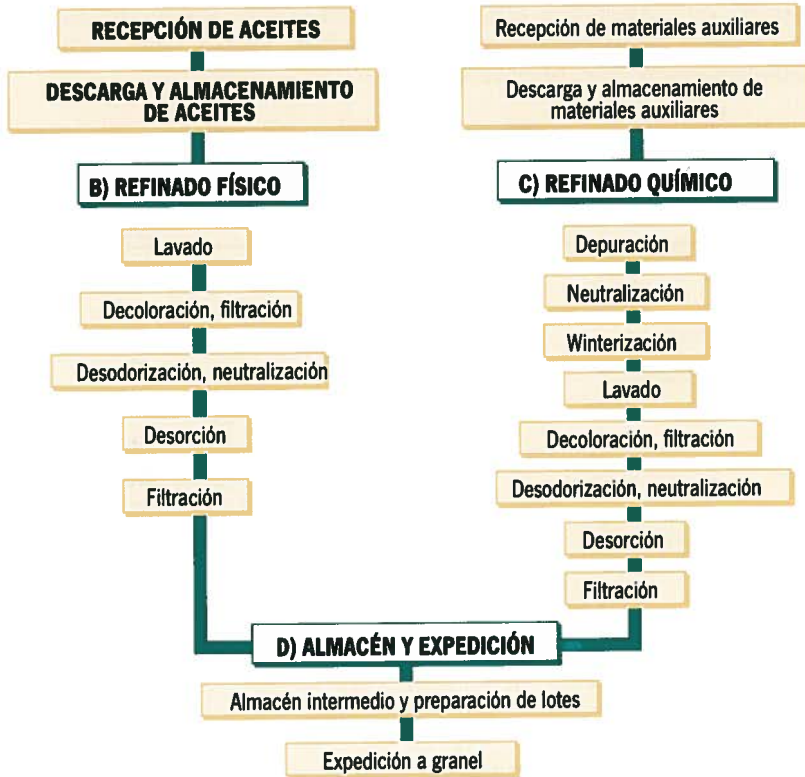 RECEPCIÓN DE ACEITES
DESCARGA Y ALMACENAMIENTO
DE ACEITES
B) REFINADO FÍSICO
Lavado
Decoloración, filtración
Desodorización, neutralización
Desorción
Filtración
Recepción de materiales auxiliares
Descarga y almacenamiento de
materiales auxiliares
C) REFINADO QUÍMICO
Depuración
Neutralización
Winterización
Lavado
Decoloración, filtración
Desodorización, neutralización
Desorción
Filtración
D) ALMACÉN Y EXPEDICIÓN
Almacén intermedio y preparación de lotes
Expedición a granel